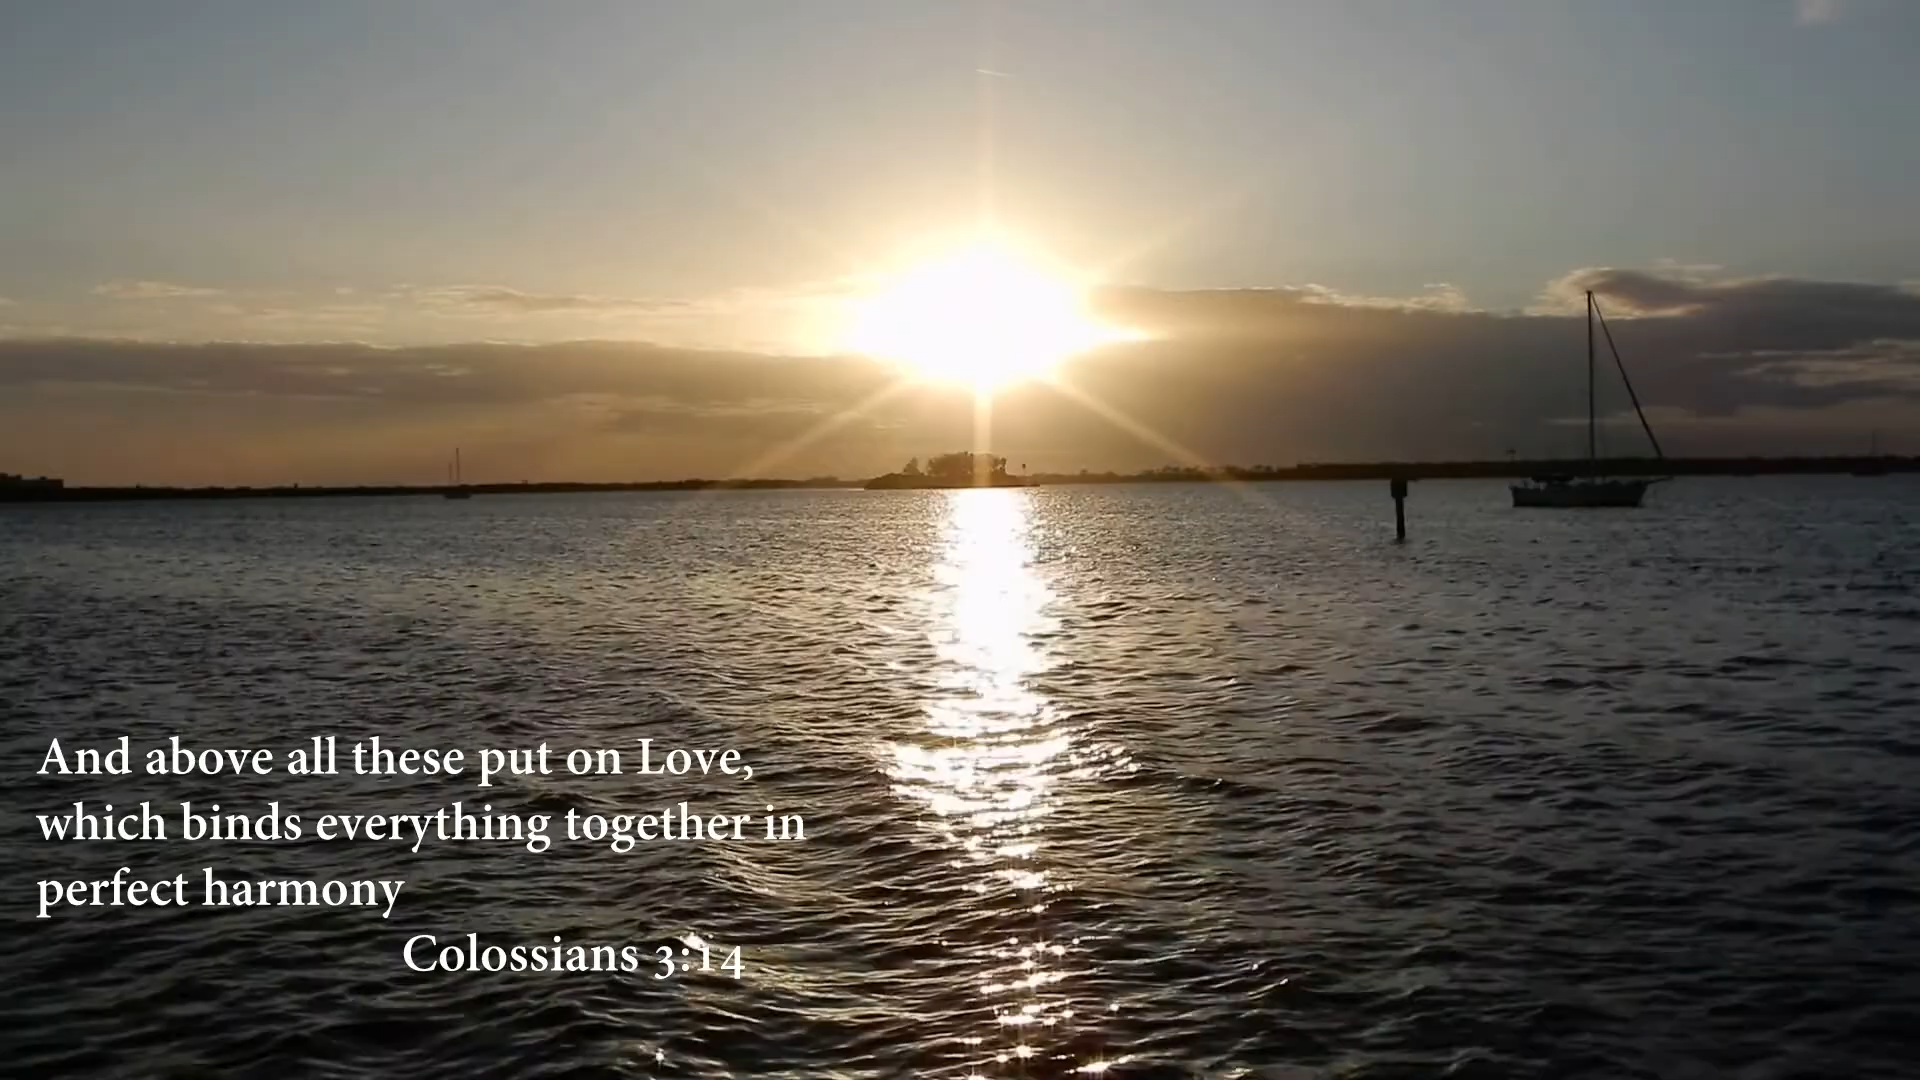 And above all these put on Love,
which binds everything together in
perfect harmony
Colossians 3:14